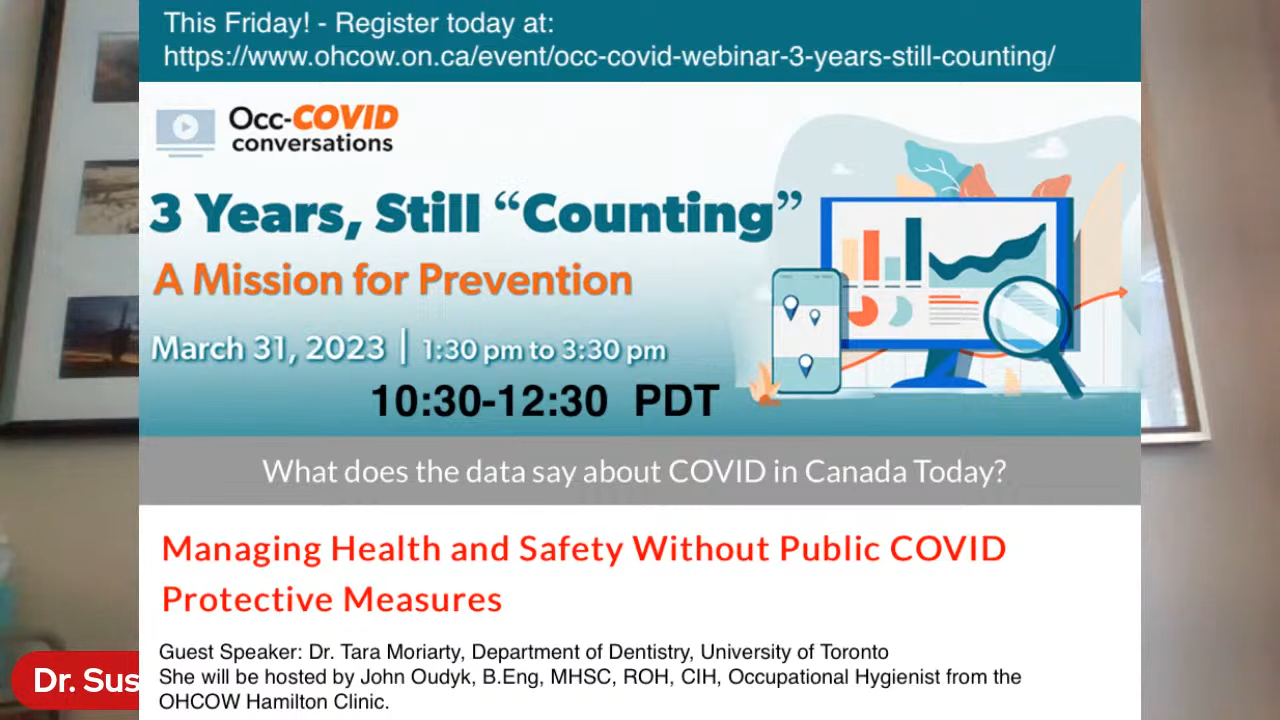 This Friday! - Register today at:
https://www.ohcow.on.ca/event/occ-covid-webinar-3-years-still-counting/
Occ-COVID
conversations
3 Years, Still “Counting”
A Mission for Prevention
March 31, 2023 | 1:30 pm to 3:30 pm
10:30-12:30 PDT
What does the data say about COVID in Canada Today?
Managing Health and Safety Without Public COVID
Protective Measures
Guest Speaker: Dr. Tara Moriarty, Department of Dentistry, University of Toronto
She will be hosted by John Oudyk, B.Eng, MHSC, ROH, CIH, Occupational Hygienist from the
OHCOW Hamilton Clinic.
Dr. Sus